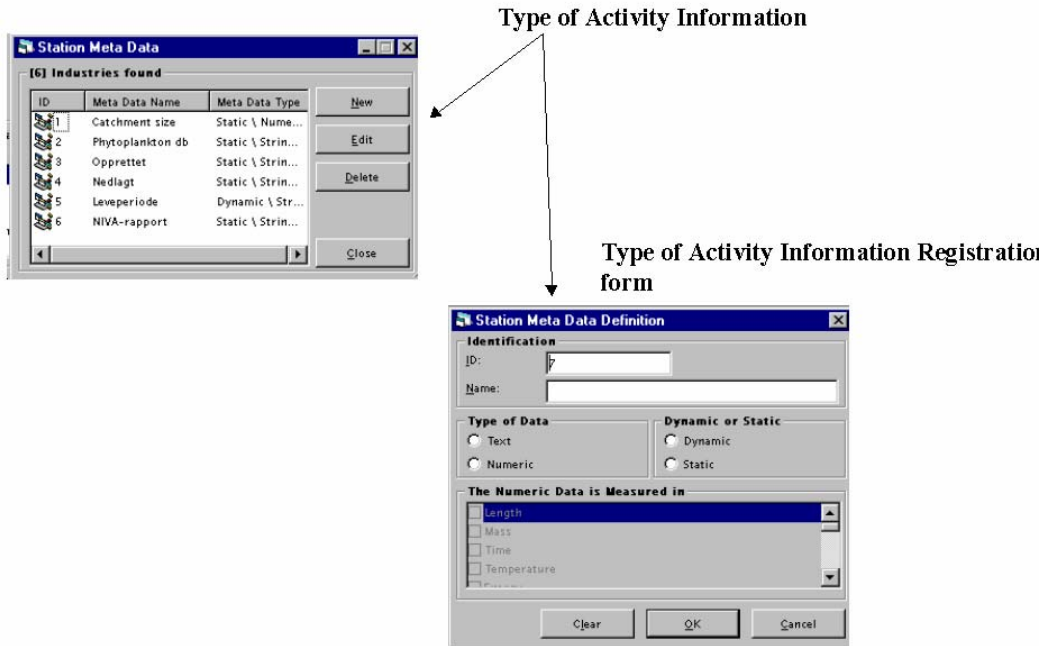 Type of Activity Information
Station Meta Data
[6] Industries found
ID Meta Data Name Meta Data Type
1 Catchment size Static \ Nume...
2 Phytoplankton db Static \ Strin...
3 Opprettet Static \ Strin...
4 Nedlagt Static \ Strin...
5 Leveperiode Dynamic \ Str...
6 NIVA-rapport Static \ Strin...
New
Edit
Delete
Close
Type of Activity Information Registration
form
Station Meta Data Definition
Identification
ID: 7
Name:
Type of Data
Text
Numeric
Dynamic or Static
Dynamic
Static
The Numeric Data is Measured in
Length
Mass
Time
Temperature
Clear OK Cancel